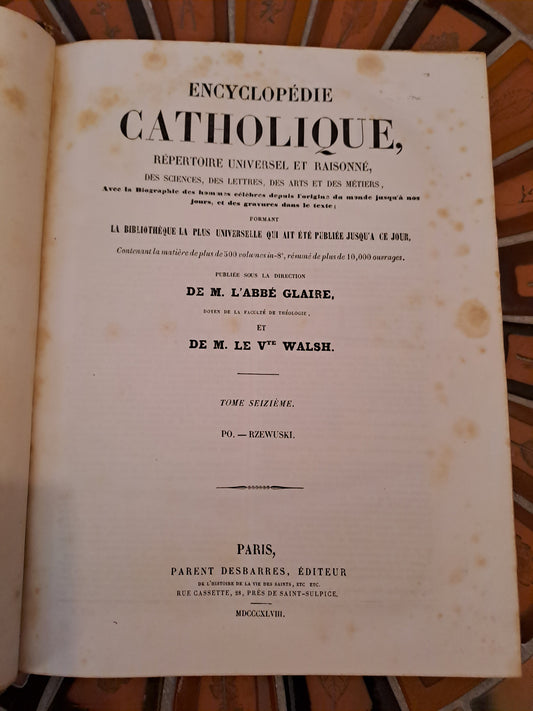 ENCYCLOPÉDIE
CATHOLIQUE,
RÉPERTOIRE UNIVERSEL ET RAISONNÉ,
DES SCIENCES, DES LETTRES, DES ARTS ET DES MÉTIERS,
Avec la Biographie des hommes célèbres depuis l'origine du monde jusqu'à nos
jours, et des gravures dans le texte;
FORMANT
LA BIBLIOTHÈQUE LA PLUS UNIVERSELLE QUI AIT ÉTÉ PUBLIÉE JUSQU'A CE JOUR,
Contenant la matière de plus de 500 volumes in-8°, résumé de plus de 10,000 ouvrages.
PUBLIÉE SOUS LA DIRECTION
DE M. L'ABBÉ GLAIRE,
DOYEN DE LA FACULTÉ DE THÉOLOGIE,
ET
DE M. LE VTE WALSH.
TOME SEIZIÈME.
PO. — RZEWUSKI.
PARIS,
PARENT DESBARRES, ÉDITEUR
DE L'HISTOIRE DE LA VIE DES SAINTS, ETC ETC.
RUE CASSETTE, 28, PRÈS DE SAINT-SULPICE.
MDCCCXLVIII.